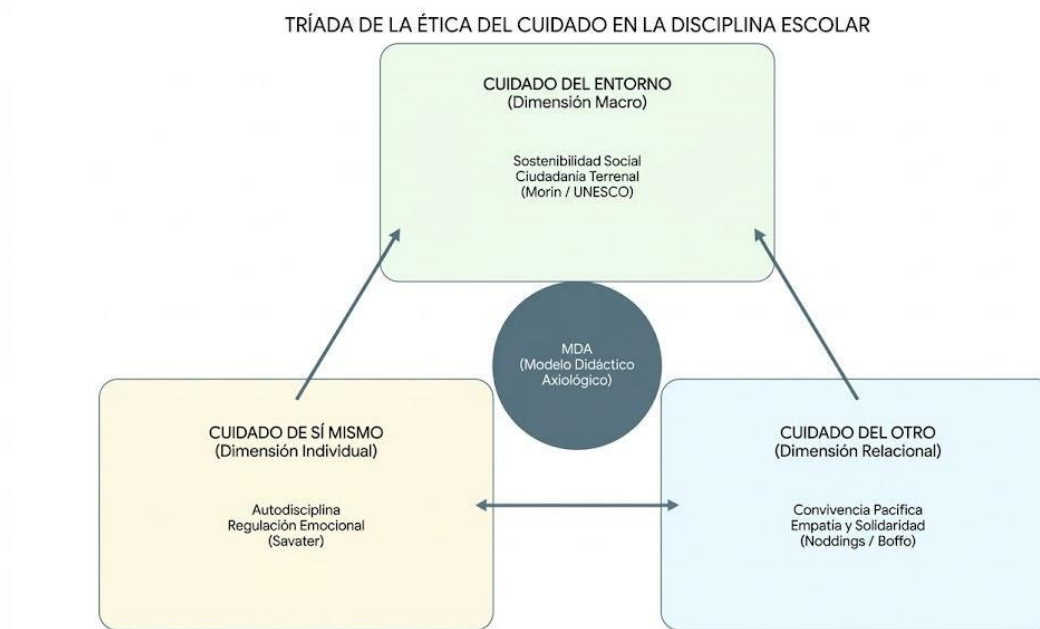 TRÍADA DE LA ÉTICA DEL CUIDADO EN LA DISCIPLINA ESCOLAR
CUIDADO DEL ENTORNO
(Dimensión Macro)
Sostenibilidad Social
Ciudadanía Terrenal
(Morin / UNESCO)
MDA
(Modelo Didáctico
Axiológico)
CUIDADO DE SÍ MISMO
(Dimensión Individual)
Autodisciplina
Regulación Emocional
(Savater)
CUIDADO DEL OTRO
(Dimensión Relacional)
Convivencia Pacífica
Empatía y Solidaridad
(Noddings / Boffo)